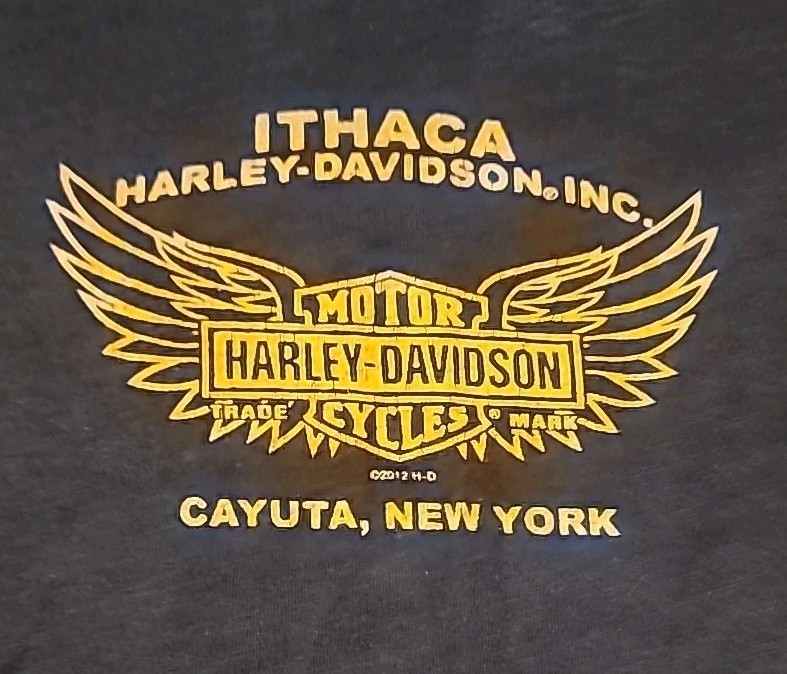 ITHACA
HARLEY-DAVIDSON® INC.
MOTOR
HARLEY-DAVIDSON
TRADE CYCLES ® MARK
©2012 H-D
CAYUTA, NEW YORK